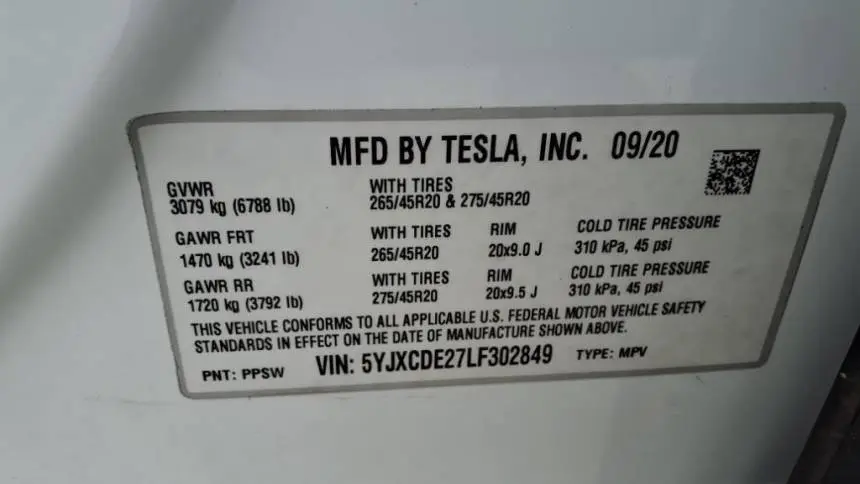 MFD BY TESLA, INC. 09/20
GVWR WITH TIRES
3079 kg (6788 lb) 265/45R20 & 275/45R20
GAWR FRT WITH TIRES RIM COLD TIRE PRESSURE
1470 kg (3241 lb) 265/45R20 20x9.0 J 310 kPa, 45 psi
GAWR RR WITH TIRES RIM COLD TIRE PRESSURE
1720 kg (3792 lb) 275/45R20 20x9.5 J 310 kPa, 45 psi
THIS VEHICLE CONFORMS TO ALL APPLICABLE U.S. FEDERAL MOTOR VEHICLE SAFETY
STANDARDS IN EFFECT ON THE DATE OF MANUFACTURE SHOWN ABOVE.
PNT: PPSW VIN: 5YJXCDE27LF302849 TYPE: MPV